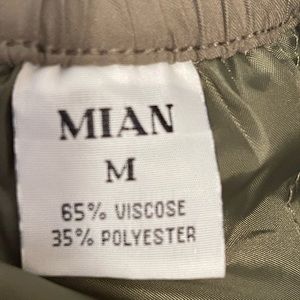 MIAN
M
65% VISCOSE
35% POLYESTER